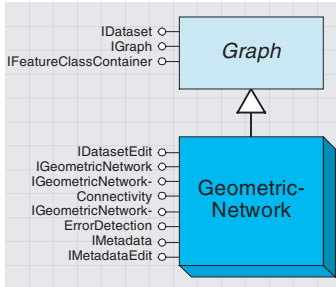 IDataset
IGraph
IFeatureClassContainer
Graph
IDatasetEdit
IGeometricNetwork
IGeometricNetwork-
Connectivity
IGeometricNetwork-
ErrorDetection
IMetadata
IMetadataEdit
Geometric-
Network